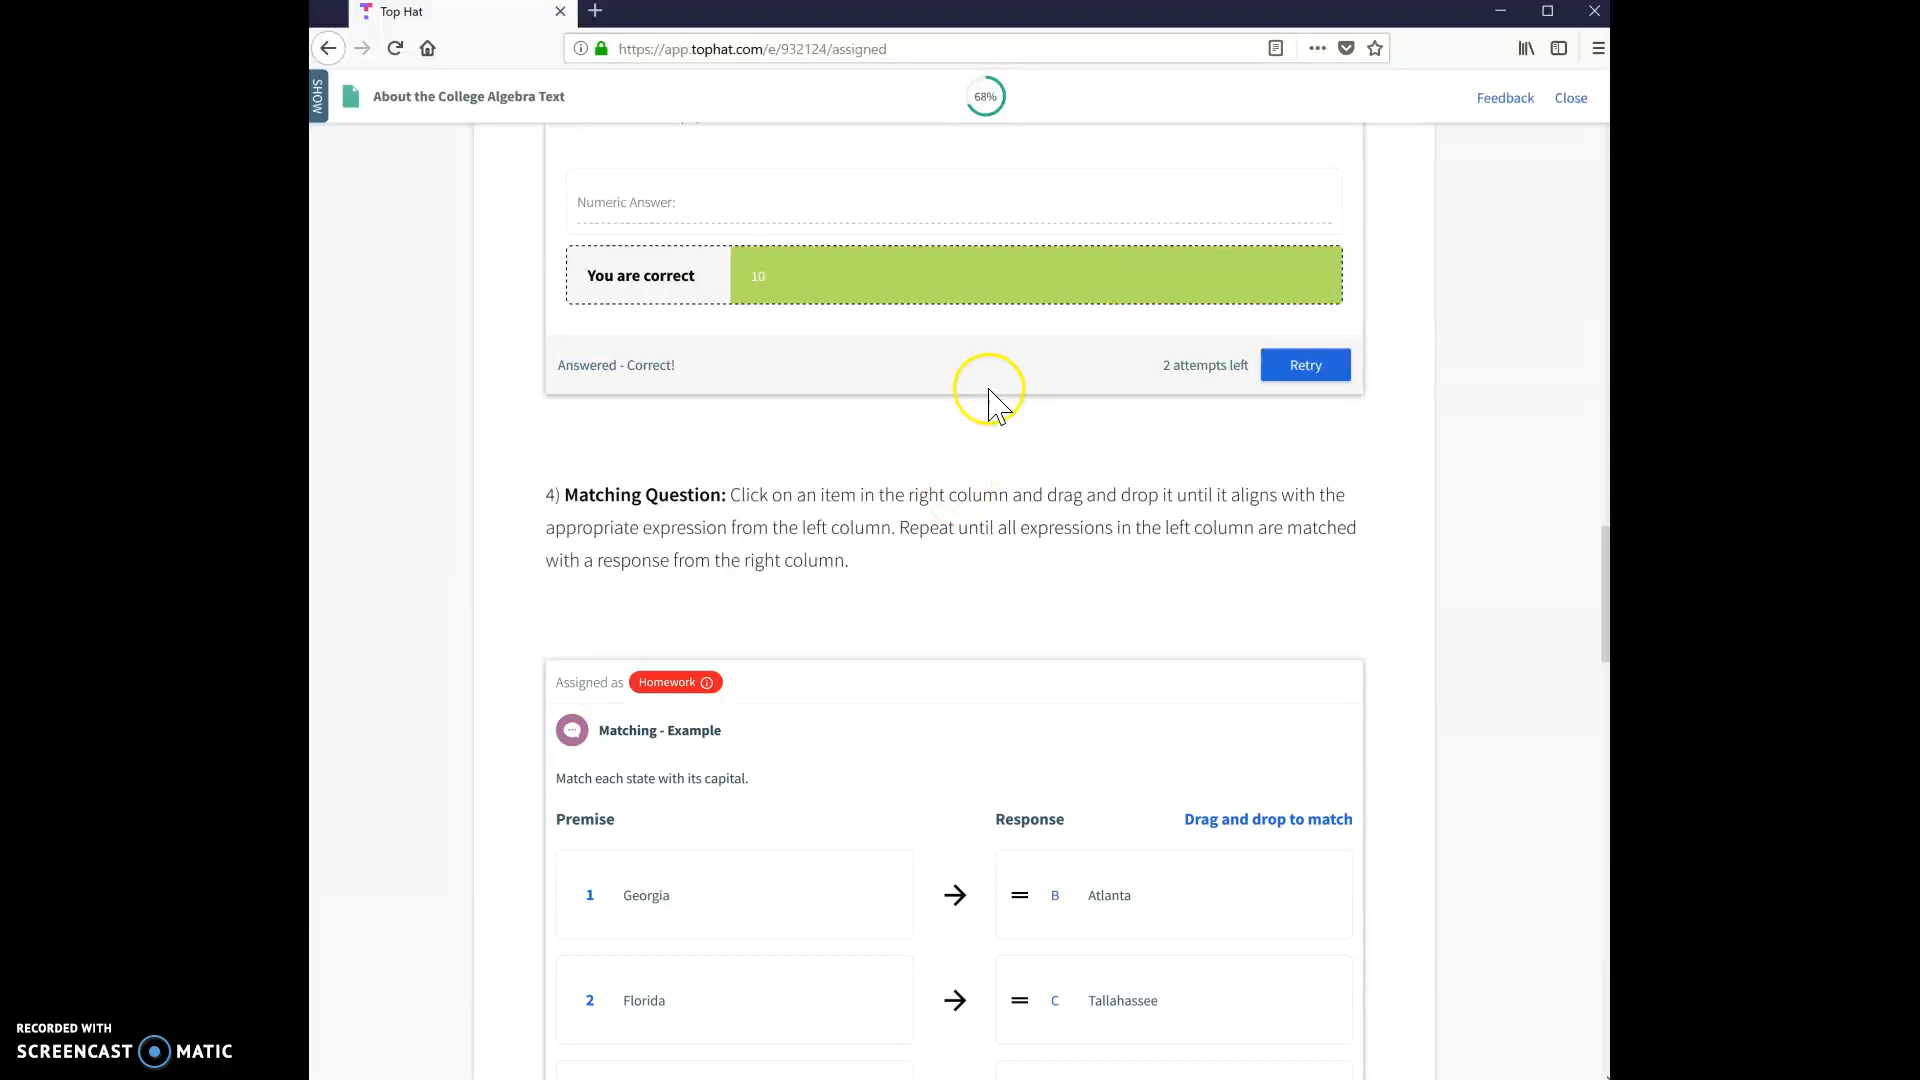 Top Hat
https://app.tophat.com/e/932124/assigned
SHOW
About the College Algebra Text
68%
Feedback
Close
Numeric Answer:
You are correct
10
Answered - Correct!
2 attempts left
Retry
4) Matching Question: Click on an item in the right column and drag and drop it until it aligns with the
appropriate expression from the left column. Repeat until all expressions in the left column are matched
with a response from the right column.
Assigned as Homework
Matching - Example
Match each state with its capital.
Premise
Response
Drag and drop to match
1 Georgia
B Atlanta
2 Florida
C Tallahassee
RECORDED WITH
SCREENCAST MATIC